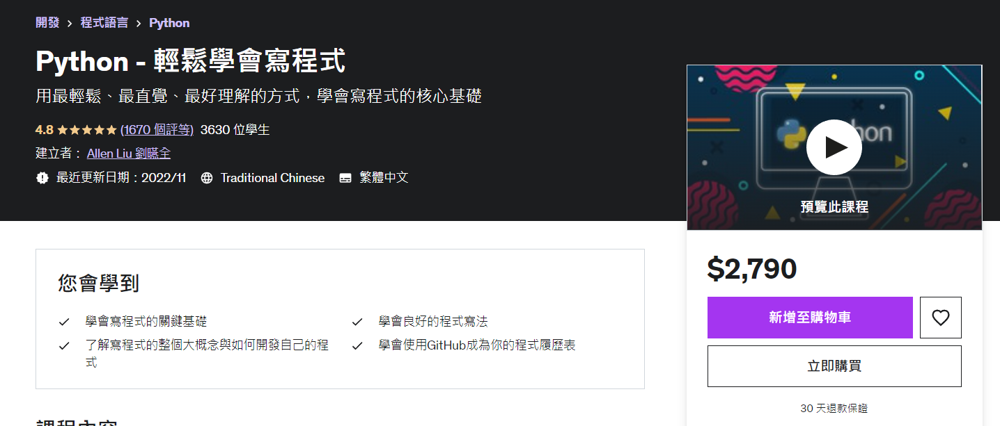 開發 > 程式語言 > Python
Python - 輕鬆學會寫程式
用最輕鬆、最直覺、最好理解的方式，學會寫程式的核心基礎
4.8 ★★★★★ (1670 個評等) 3630 位學生
建立者： Allen Liu 劉曣全
最近更新日期：2022/11 Traditional Chinese 繁體中文
預覽此課程
您會學到
學會寫程式的關鍵基礎
了解寫程式的整個大概念與如何開發自己的程
式
學會良好的程式寫法
學會使用GitHub成為你的程式履歷表
$2,790
新增至購物車
立即購買
30 天退款保證
課程內容